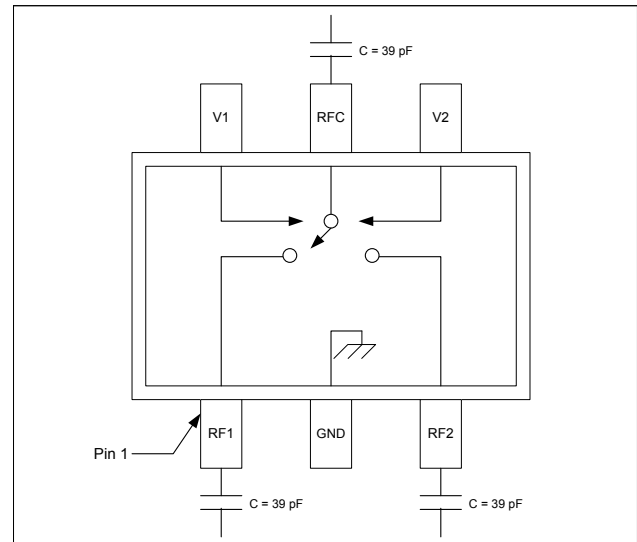 C = 39 pF
V1
RFC
V2
RF1
GND
RF2
Pin 1
C = 39 pF
C = 39 pF